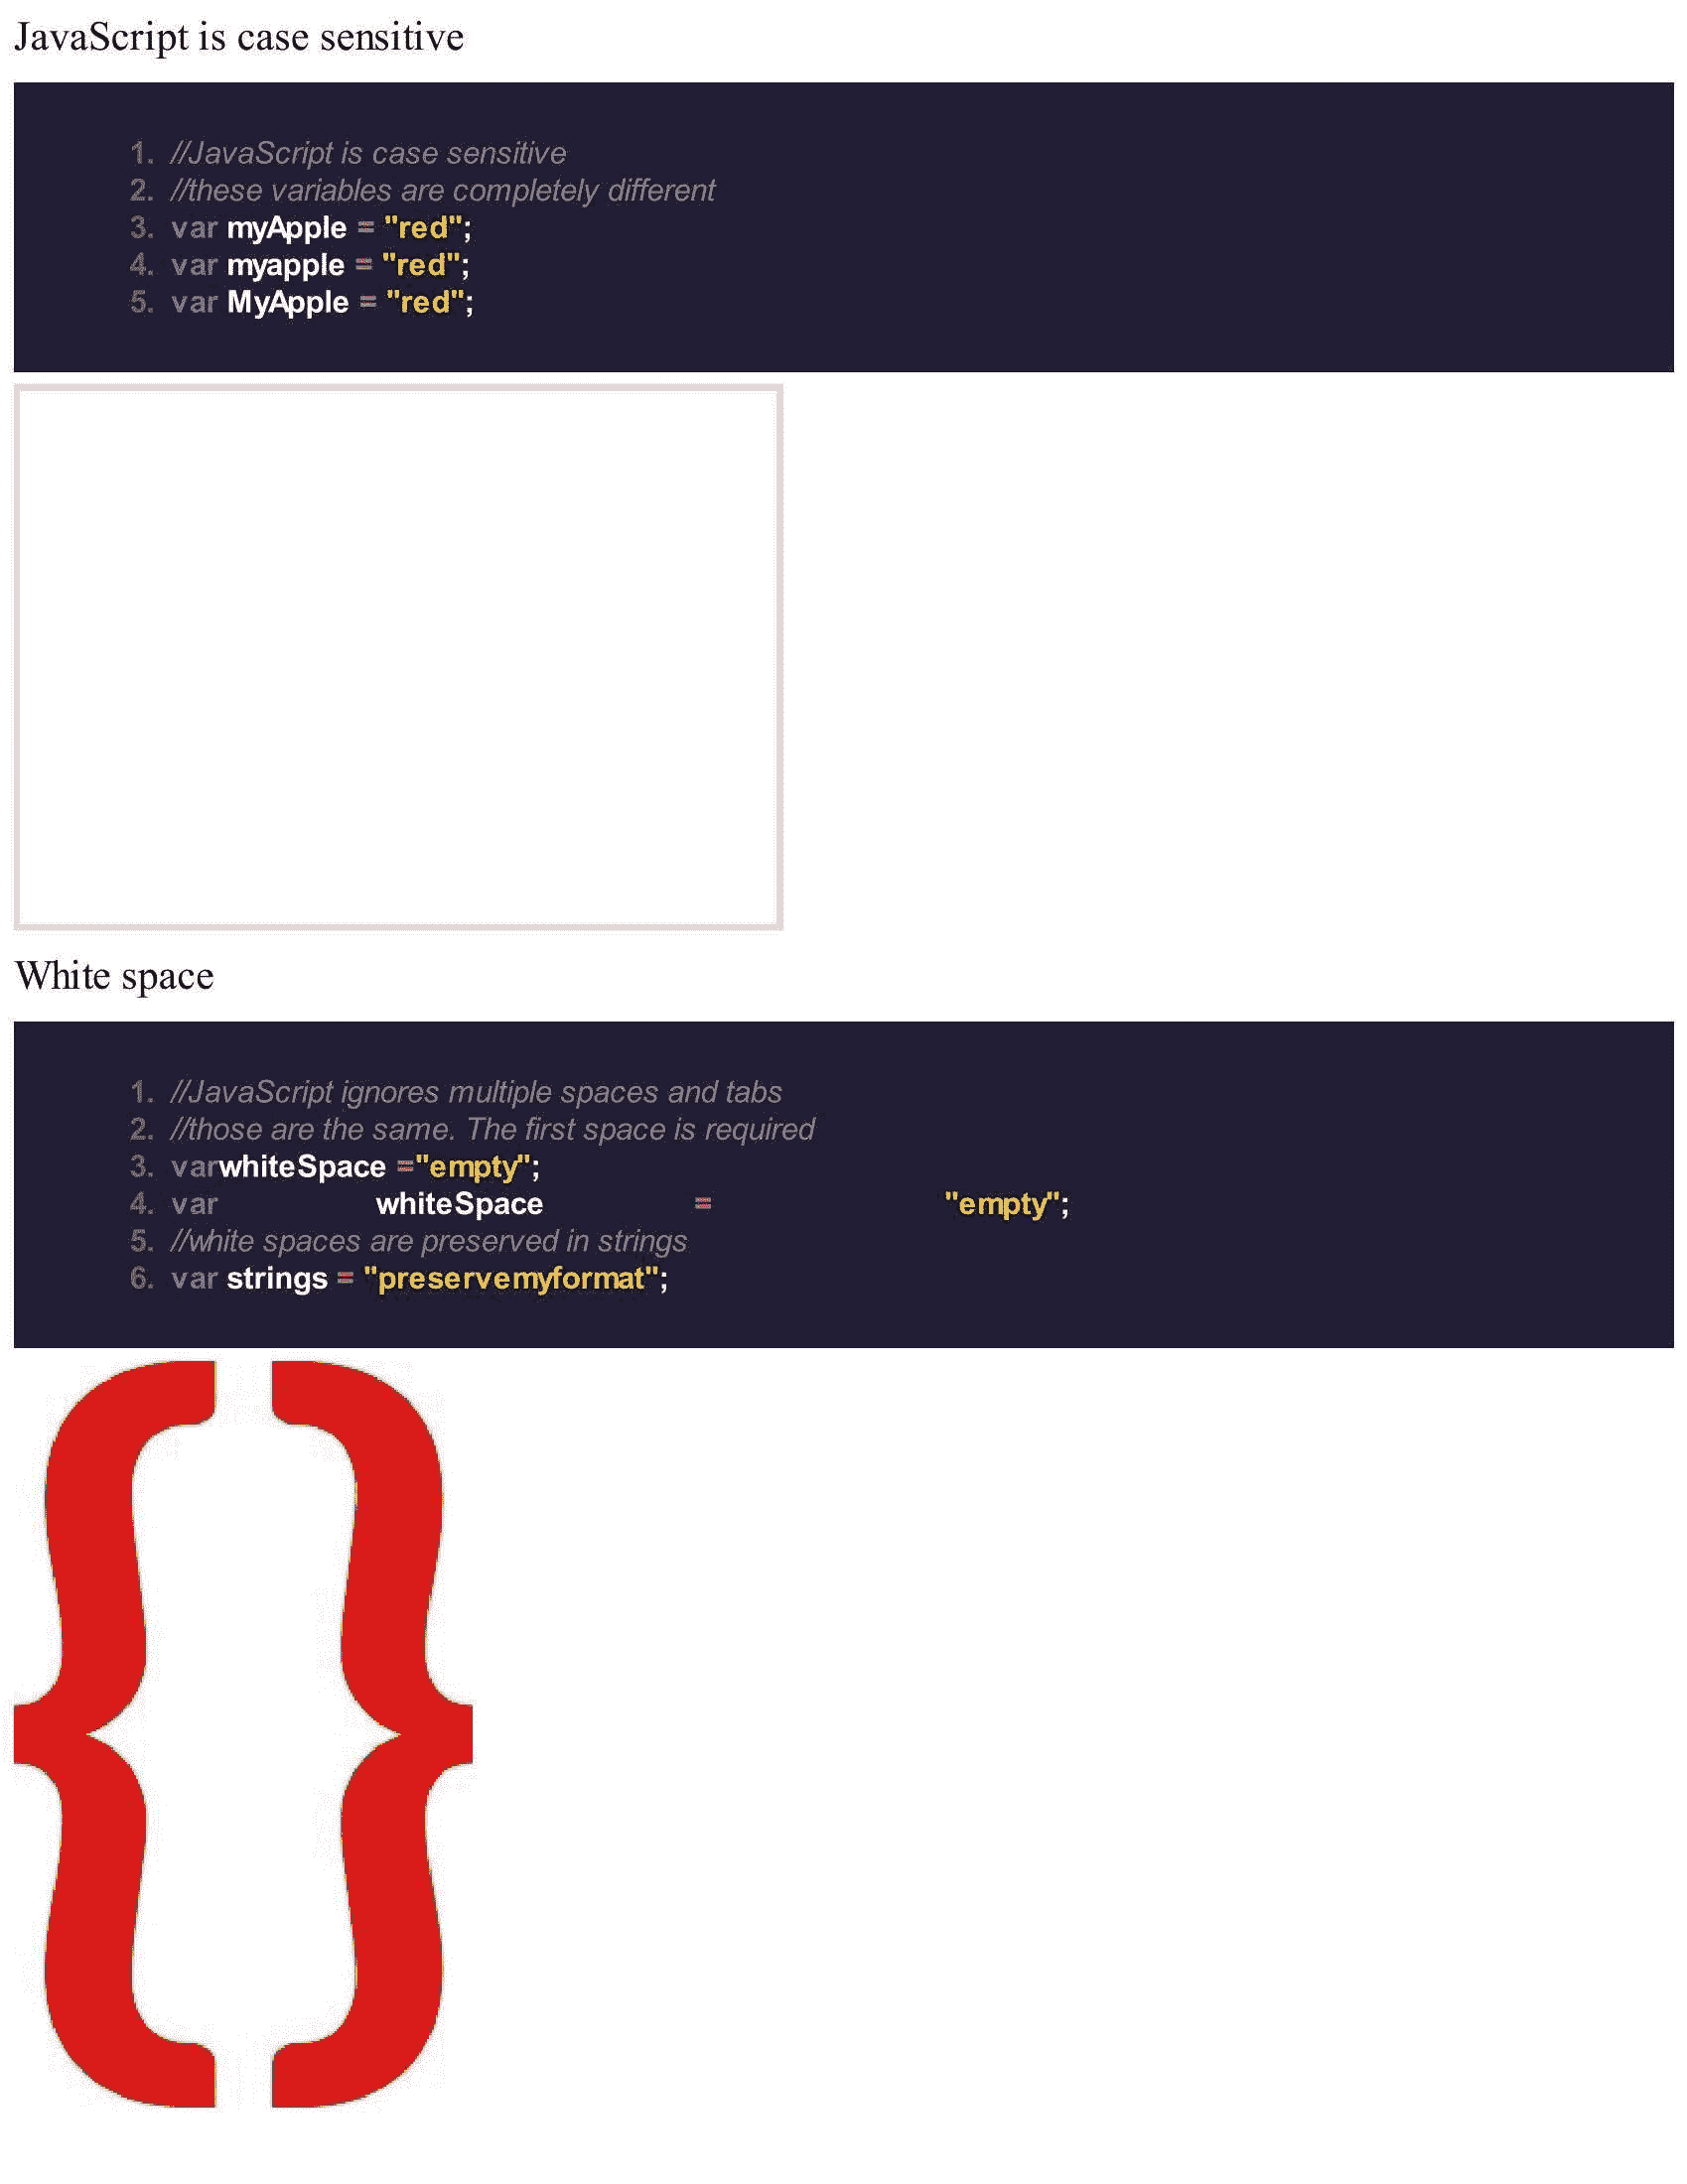 JavaScript is case sensitive
1. //JavaScript is case sensitive
2. //these variables are completely different
3. var myApple = "red";
4. var myapple = "red";
5. var MyApple = "red";
White space
1. //JavaScript ignores multiple spaces and tabs
2. //those are the same. The first space is required
3. varwhiteSpace ="empty";
4. var whiteSpace = "empty";
5. //white spaces are preserved in strings
6. var strings = "preservemyformat";
{}